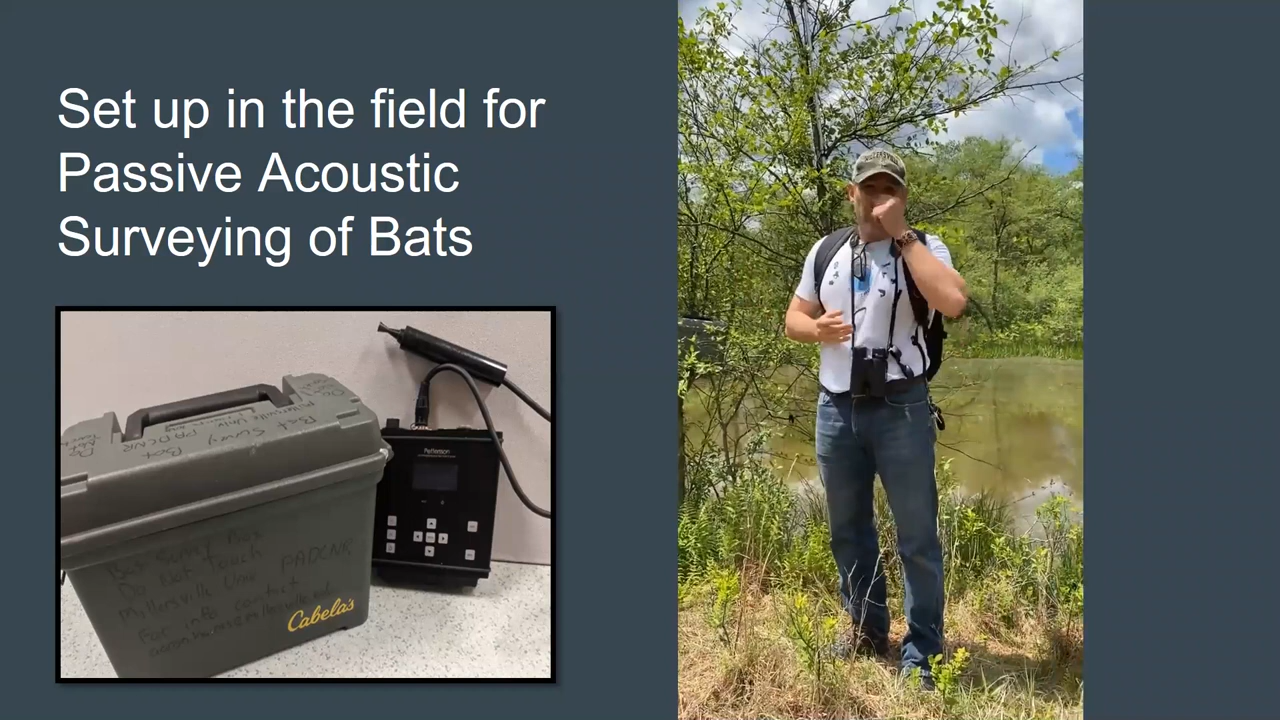 Set up in the field for
Passive Acoustic
Surveying of Bats
Pettersson
Bat Survey Box
Do Not Touch
Millersville Univ PADCNR
For info contact
Cabela's